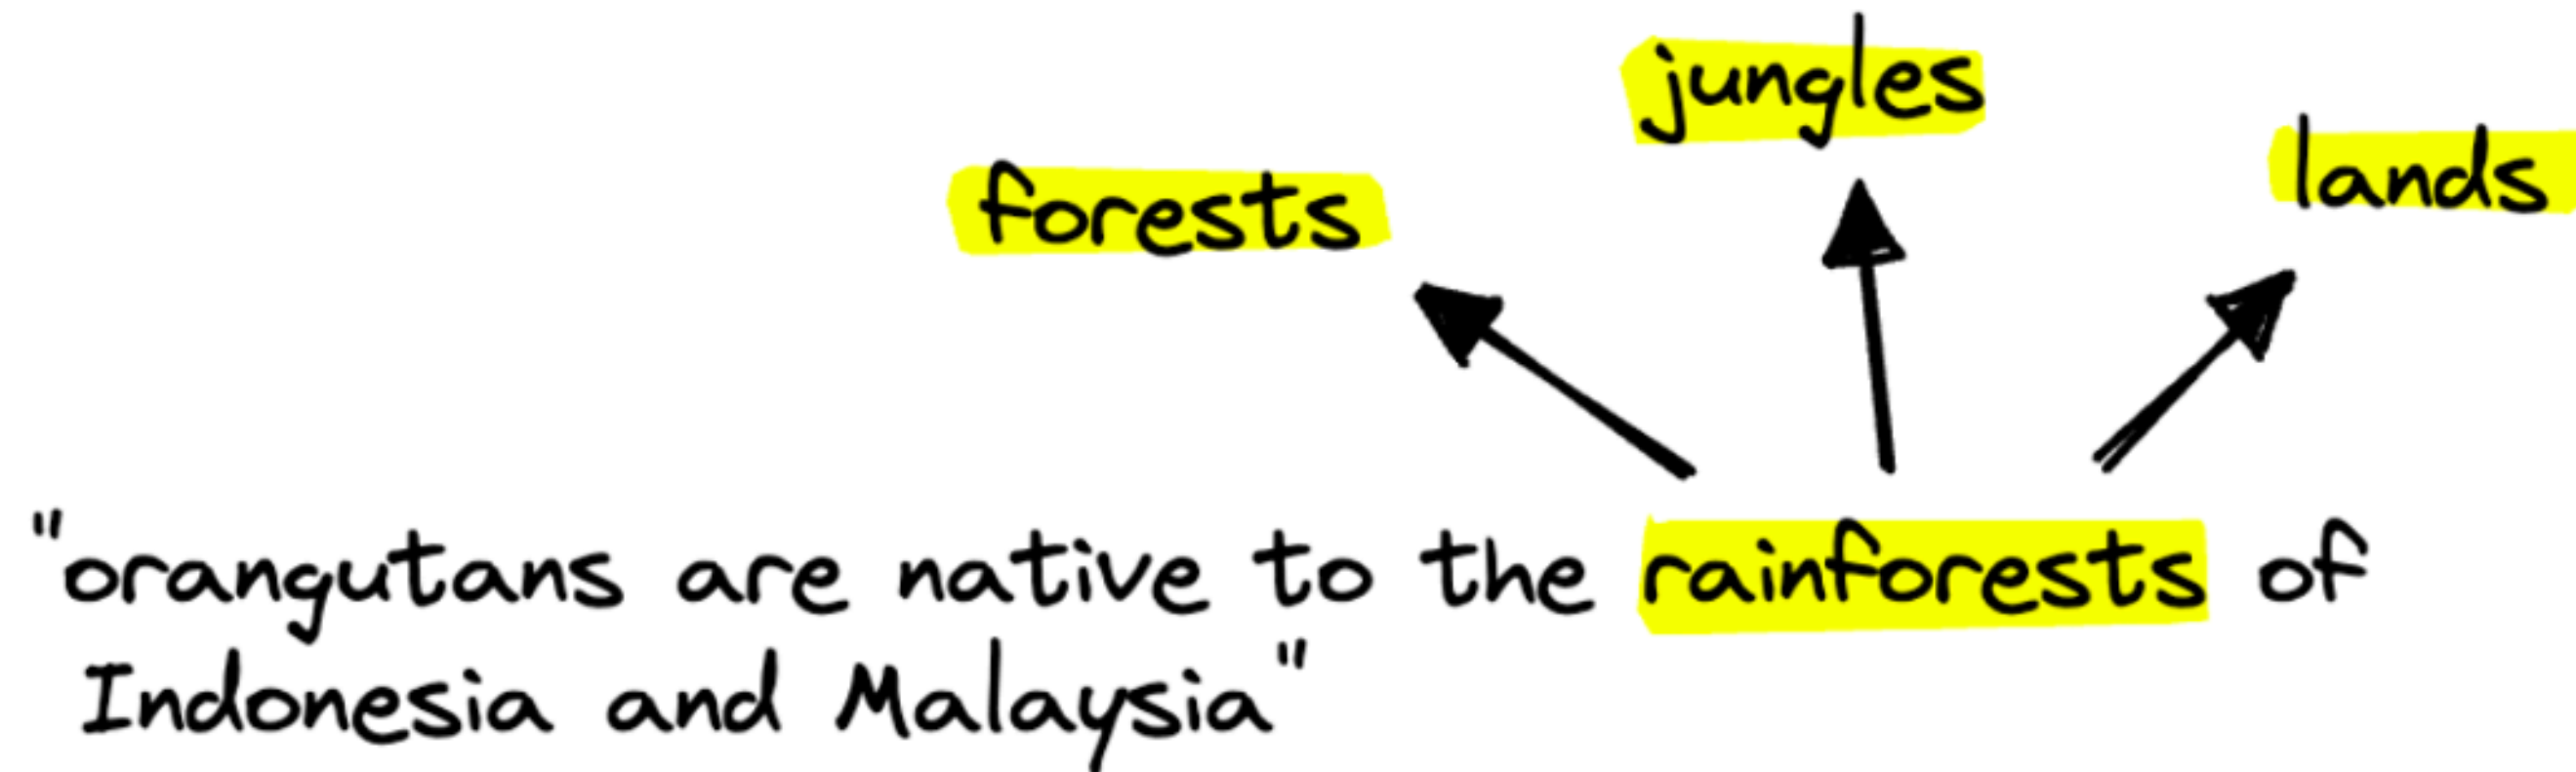 jungles
forests
lands
"orangutans are native to the rainforests of
Indonesia and Malaysia"